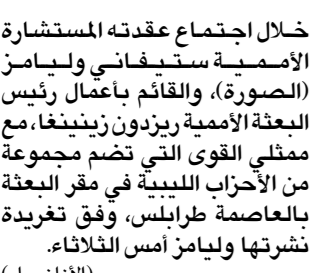 خلال اجتماع عقدته المستشارة
الأممية ستيفاني وليامز
(الصورة)، والقائم بأعمال رئيس
البعثة الأممية ريزدون زينينغا، مع
ممثلي القوى التي تضم مجموعة
من الأحزاب الليبية في مقر البعثة
بالعاصمة طرابلس، وفق تغريدة
نشرتها وليامز أمس الثلاثاء.